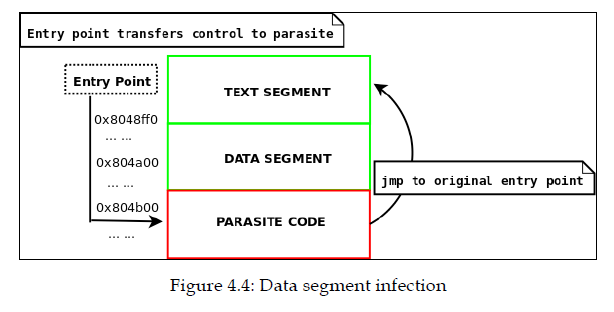 Entry point transfers control to parasite
Entry Point
TEXT SEGMENT
0x8048ff0
... ...
0x804a00
DATA SEGMENT
... ...
jmp to original entry point
0x804b00
PARASITE CODE
... ...
Figure 4.4: Data segment infection